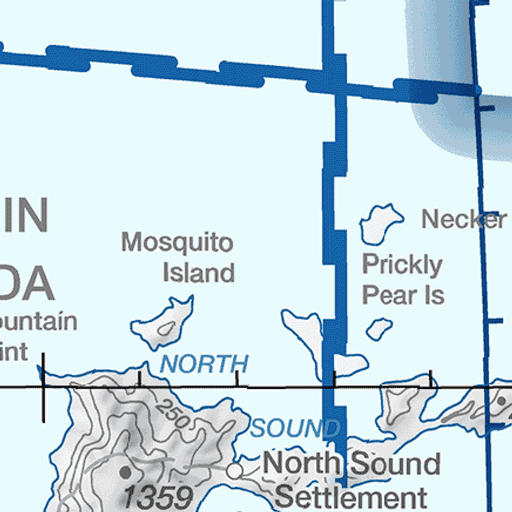 IN
Necker
Mosquito
Island
DA
Prickly
Pear Is
ountain
int
NORTH
250
SOUND
North Sound
Settlement
1359